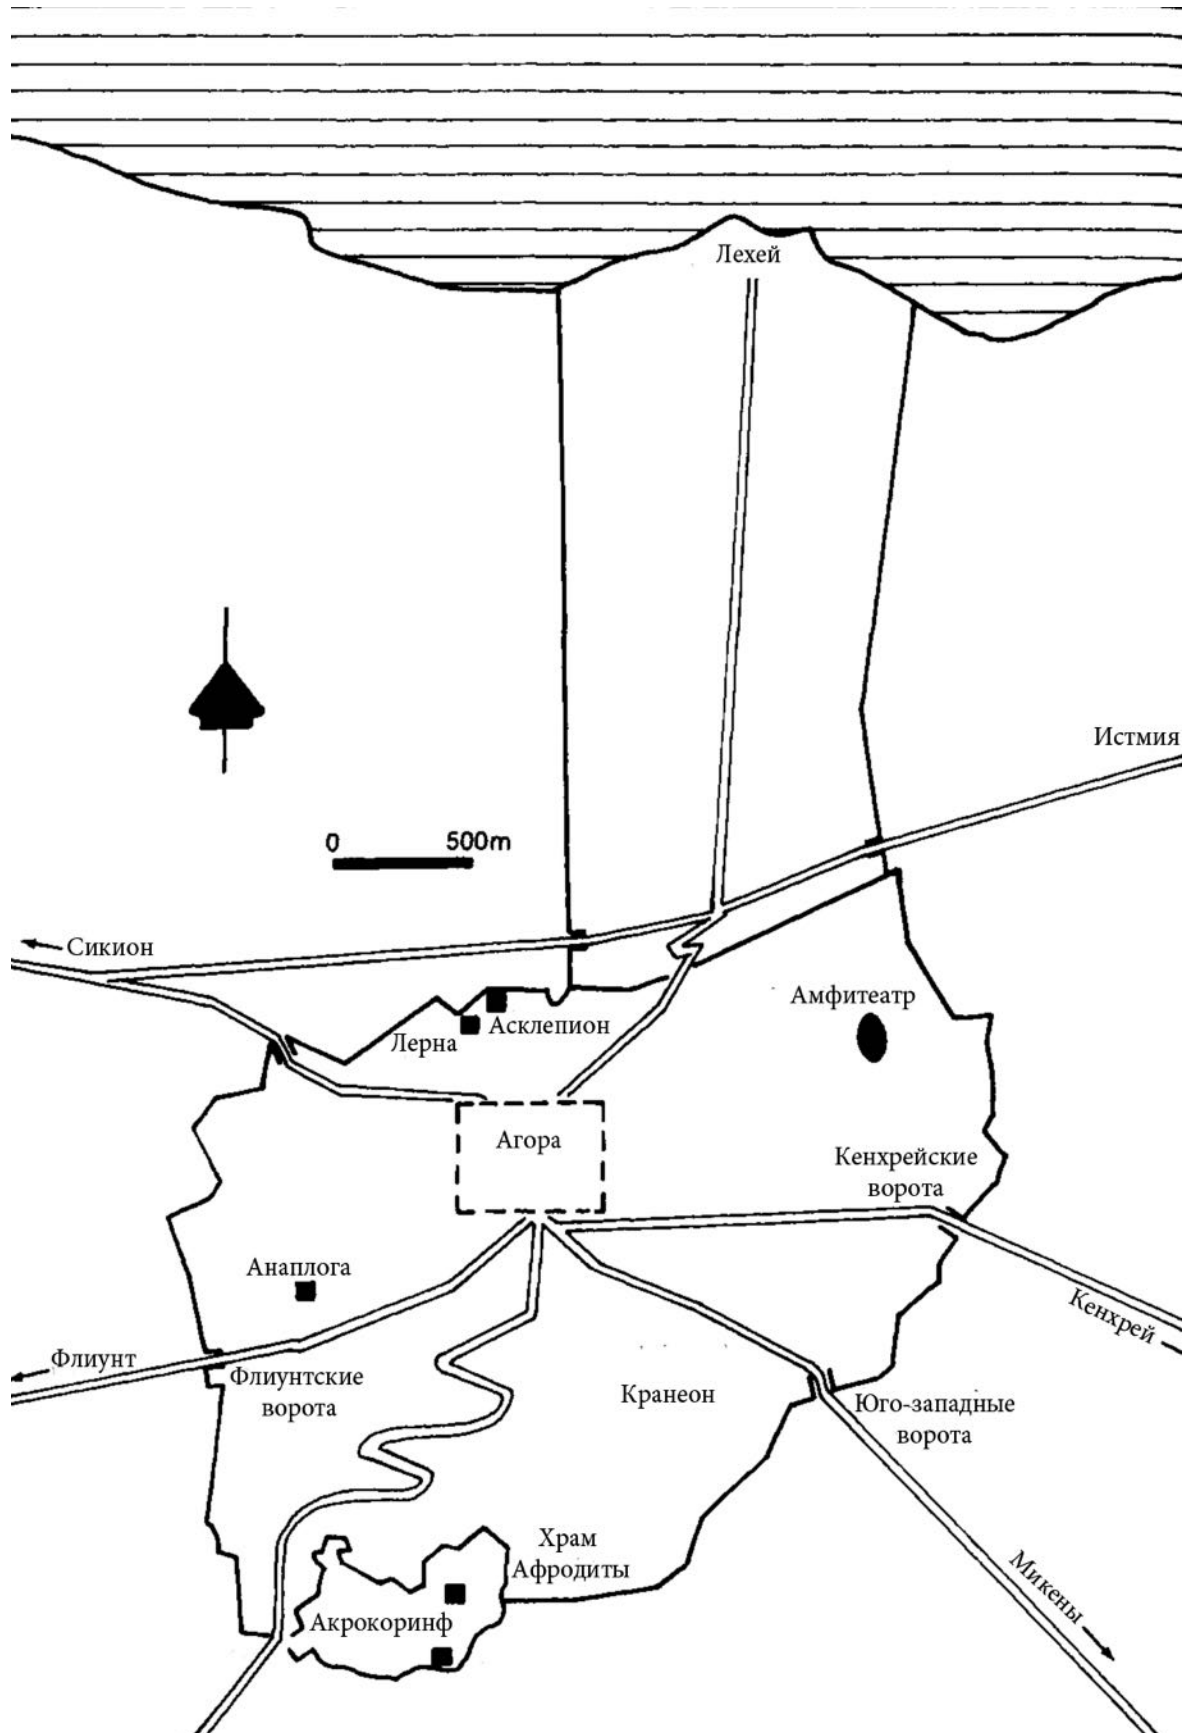 Лехей
Истмия
0 500m
Сикион
Амфитеатр
Асклепион
Лерна
Агора
Кенхрейские
ворота
Анаплога
Кенхрей
Флиунт
Флиунтские
ворота
Кранеон
Юго-западные
ворота
Храм
Афродиты
Микены
Акрокоринф